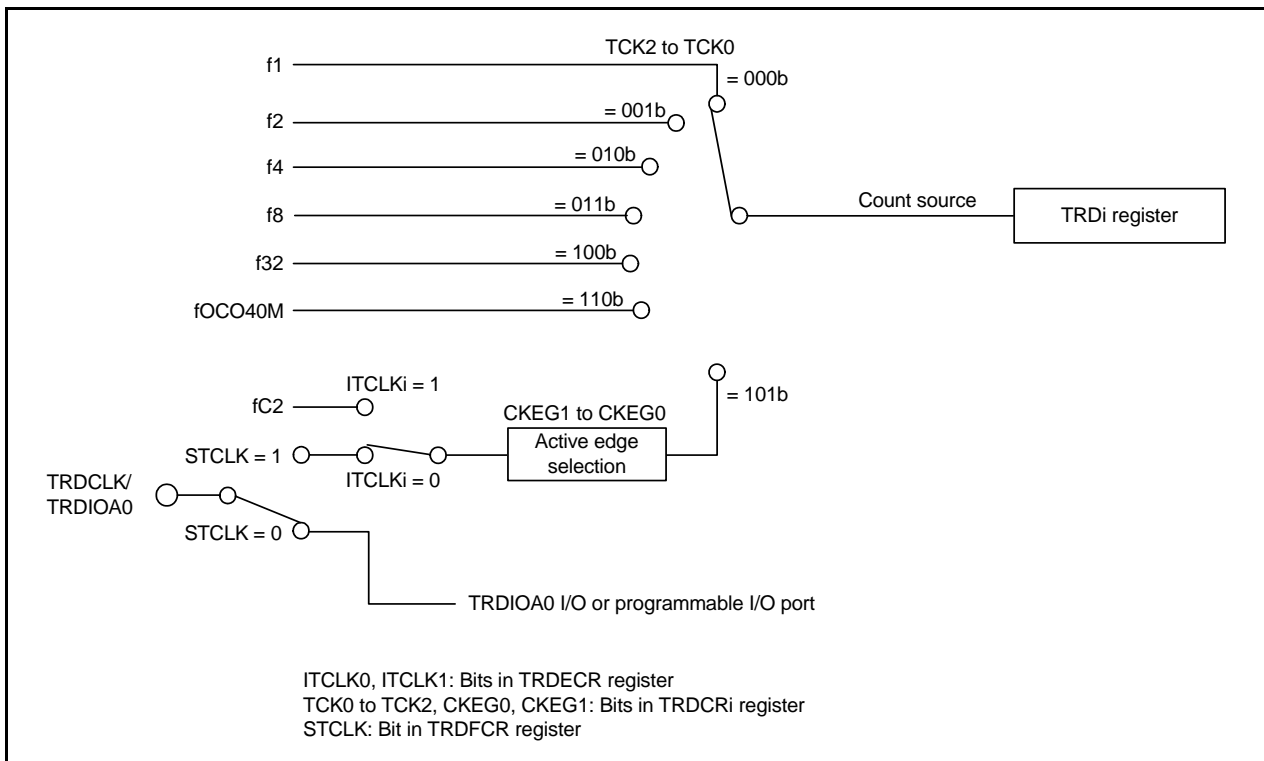 TCK2 to TCK0
f1
= 000b
f2
= 001b
f4
= 010b
f8
= 011b
Count source
TRDi register
f32
= 100b
fOCO40M
= 110b
ITCLKi = 1
fC2
= 101b
CKEG1 to CKEG0
Active edge
selection
STCLK = 1
ITCLKi = 0
TRDCLK/
TRDIOA0
STCLK = 0
TRDIOA0 I/O or programmable I/O port
ITCLK0, ITCLK1: Bits in TRDECR register
TCK0 to TCK2, CKEG0, CKEG1: Bits in TRDCRi register
STCLK: Bit in TRDFCR register